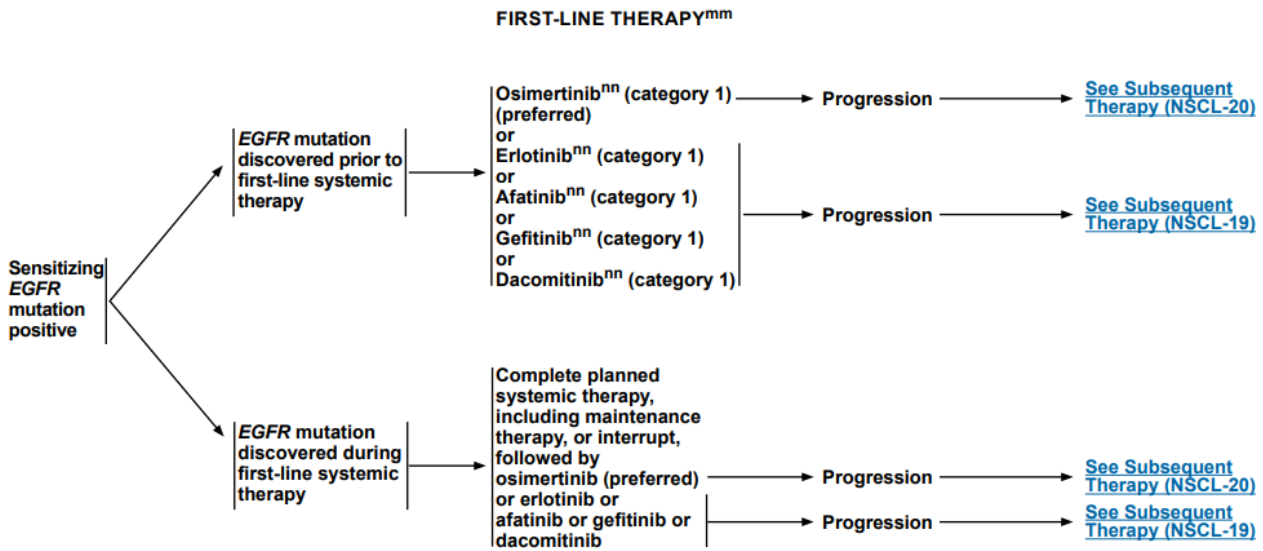 FIRST-LINE THERAPYmm
Osimertinibnn (category 1)
(preferred)
or
Erlotinibnn (category 1)
or
Afatinibnn (category 1)
or
Gefitinibnn (category 1)
or
Dacomitinibnn (category 1)
Progression
See Subsequent
Therapy (NSCL-20)
Progression
See Subsequent
Therapy (NSCL-19)
EGFR mutation
discovered prior to
first-line systemic
therapy
Sensitizing
EGFR
mutation
positive
EGFR mutation
discovered during
first-line systemic
therapy
Complete planned
systemic therapy,
including maintenance
therapy, or interrupt,
followed by
osimertinib (preferred)
or erlotinib or
afatinib or gefitinib or
dacomitinib
Progression
See Subsequent
Therapy (NSCL-20)
Progression
See Subsequent
Therapy (NSCL-19)